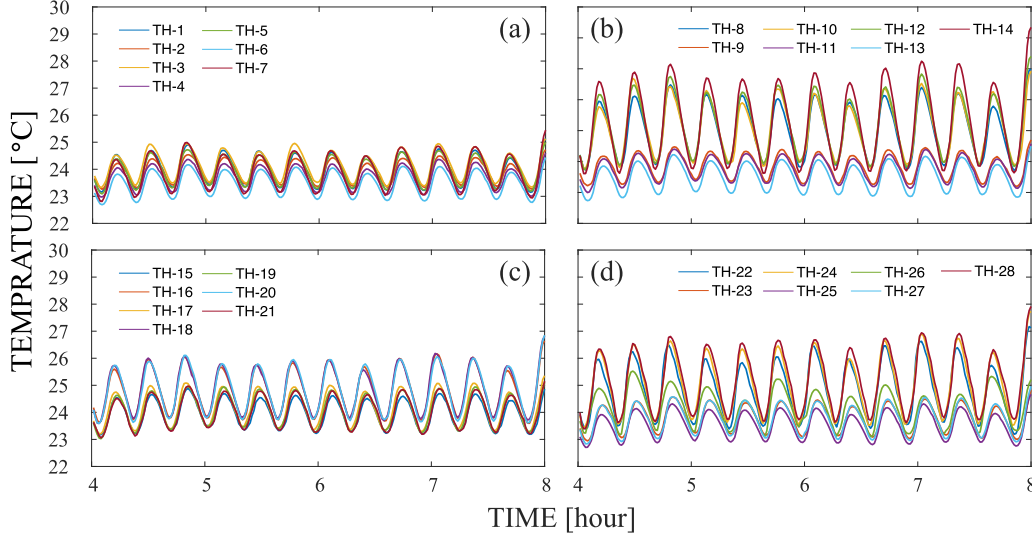 30
29
28
27
26
25
24
23
22
TH-1 TH-5
TH-2 TH-6
TH-3 TH-7
TH-4
(a)
(b)
TH-8 TH-10 TH-12 TH-14
TH-9 TH-11 TH-13
TEMPRATURE [°C]
30
29
28
27
26
25
24
23
22
TH-15 TH-19
TH-16 TH-20
TH-17 TH-21
TH-18
(c)
(d)
TH-22 TH-24 TH-26 TH-28
TH-23 TH-25 TH-27
4 5 6 7 8
4 5 6 7 8
TIME [hour]